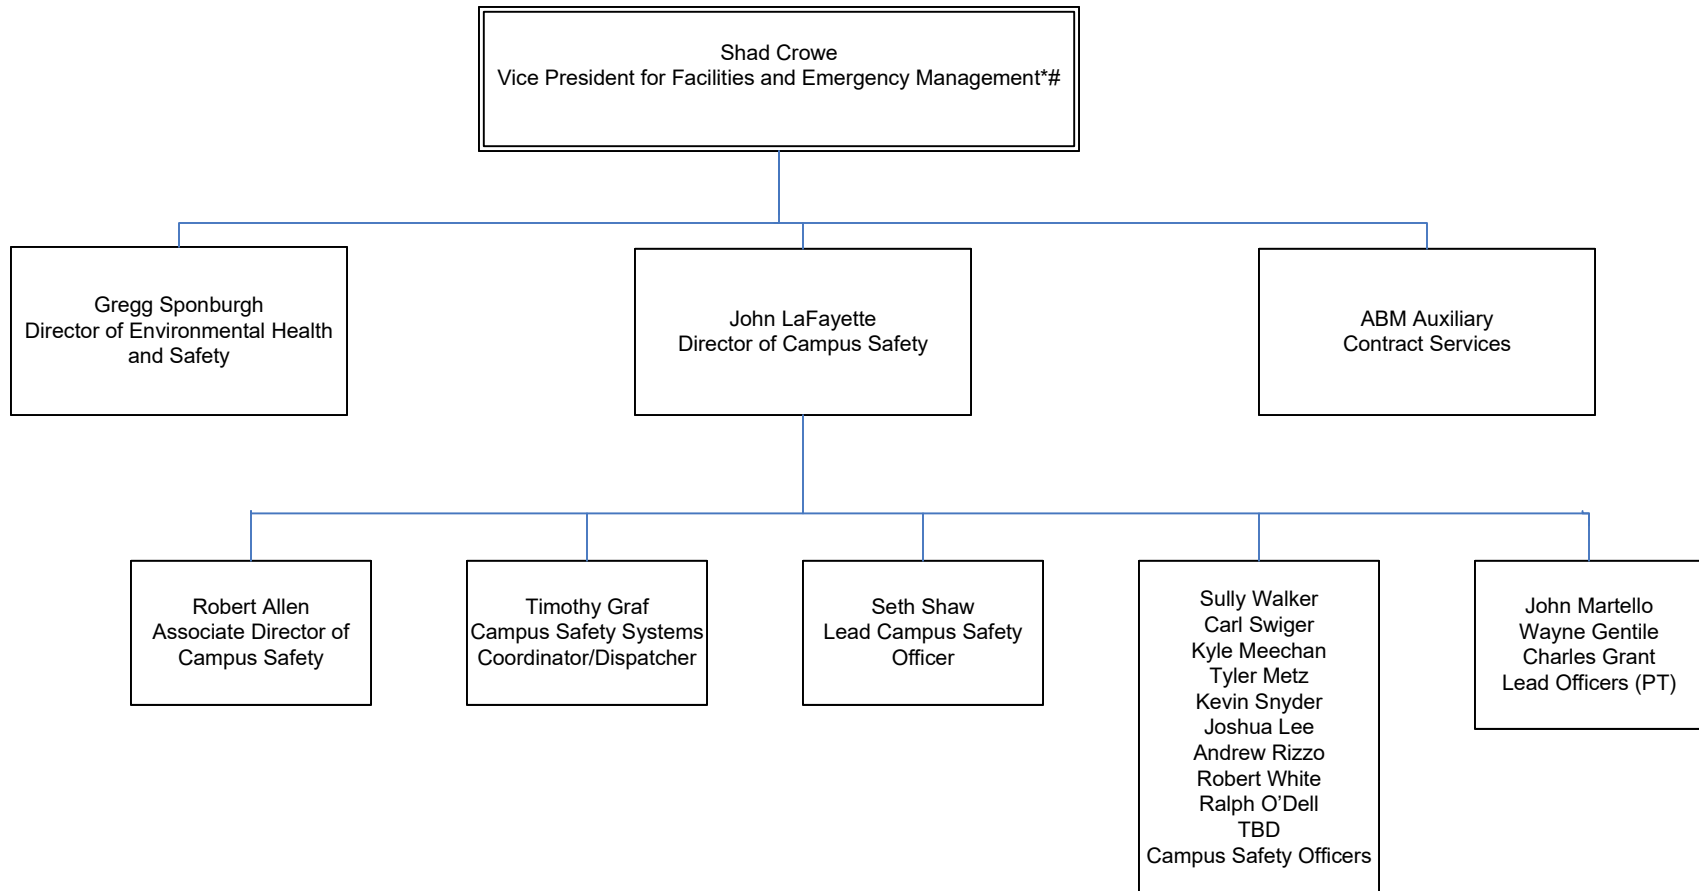 Shad Crowe
Vice President for Facilities and Emergency Management*#
Gregg Sponburgh
Director of Environmental Health
and Safety
John LaFayette
Director of Campus Safety
ABM Auxiliary
Contract Services
Robert Allen
Associate Director of
Campus Safety
Timothy Graf
Campus Safety Systems
Coordinator/Dispatcher
Seth Shaw
Lead Campus Safety
Officer
Sully Walker
Carl Swiger
Kyle Meechan
Tyler Metz
Kevin Snyder
Joshua Lee
Andrew Rizzo
Robert White
Ralph O’Dell
TBD
Campus Safety Officers
John Martello
Wayne Gentile
Charles Grant
Lead Officers (PT)